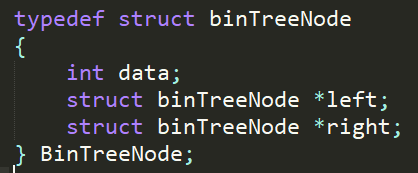 typedef struct binTreeNode
{
    int data;
    struct binTreeNode *left;
    struct binTreeNode *right;
} BinTreeNode;